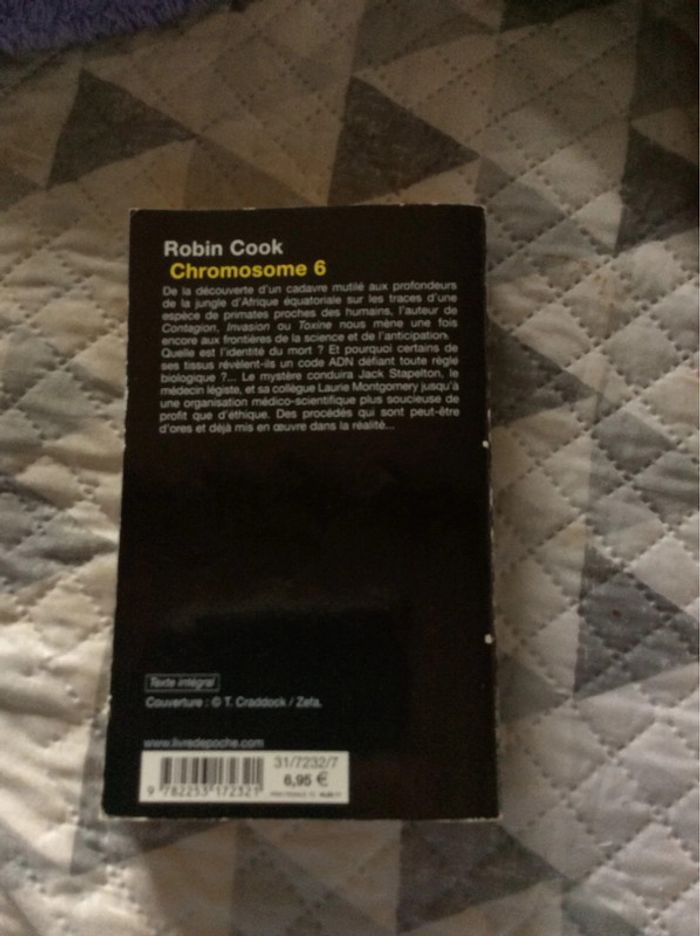 Robin Cook
Chromosome 6
De la découverte d'un cadavre mutilé aux profondeurs
de la jungle d'Afrique équatoriale sur les traces d'une
espèce de primates proches des humains, l'auteur de
Contagion, Invasion ou Toxine nous mène une fois
encore aux frontières de la science et de l'anticipation.
Quelle est l'identité du mort ? Et pourquoi certains de
ses tissus révèlent-ils un code ADN défiant toute règle
biologique ?... Le mystère conduira Jack Stapelton, le
médecin légiste, et sa collègue Laurie Montgomery jusqu'à
une organisation médico-scientifique plus soucieuse de
profit que d'éthique. Des procédés qui sont peut-être
d'ores et déjà mis en œuvre dans la réalité...
Texte intégral
Couverture : © T. Craddock / Zefa.
www.livredepoche.com
31/7232/7
6,95 €
9 782253 172321